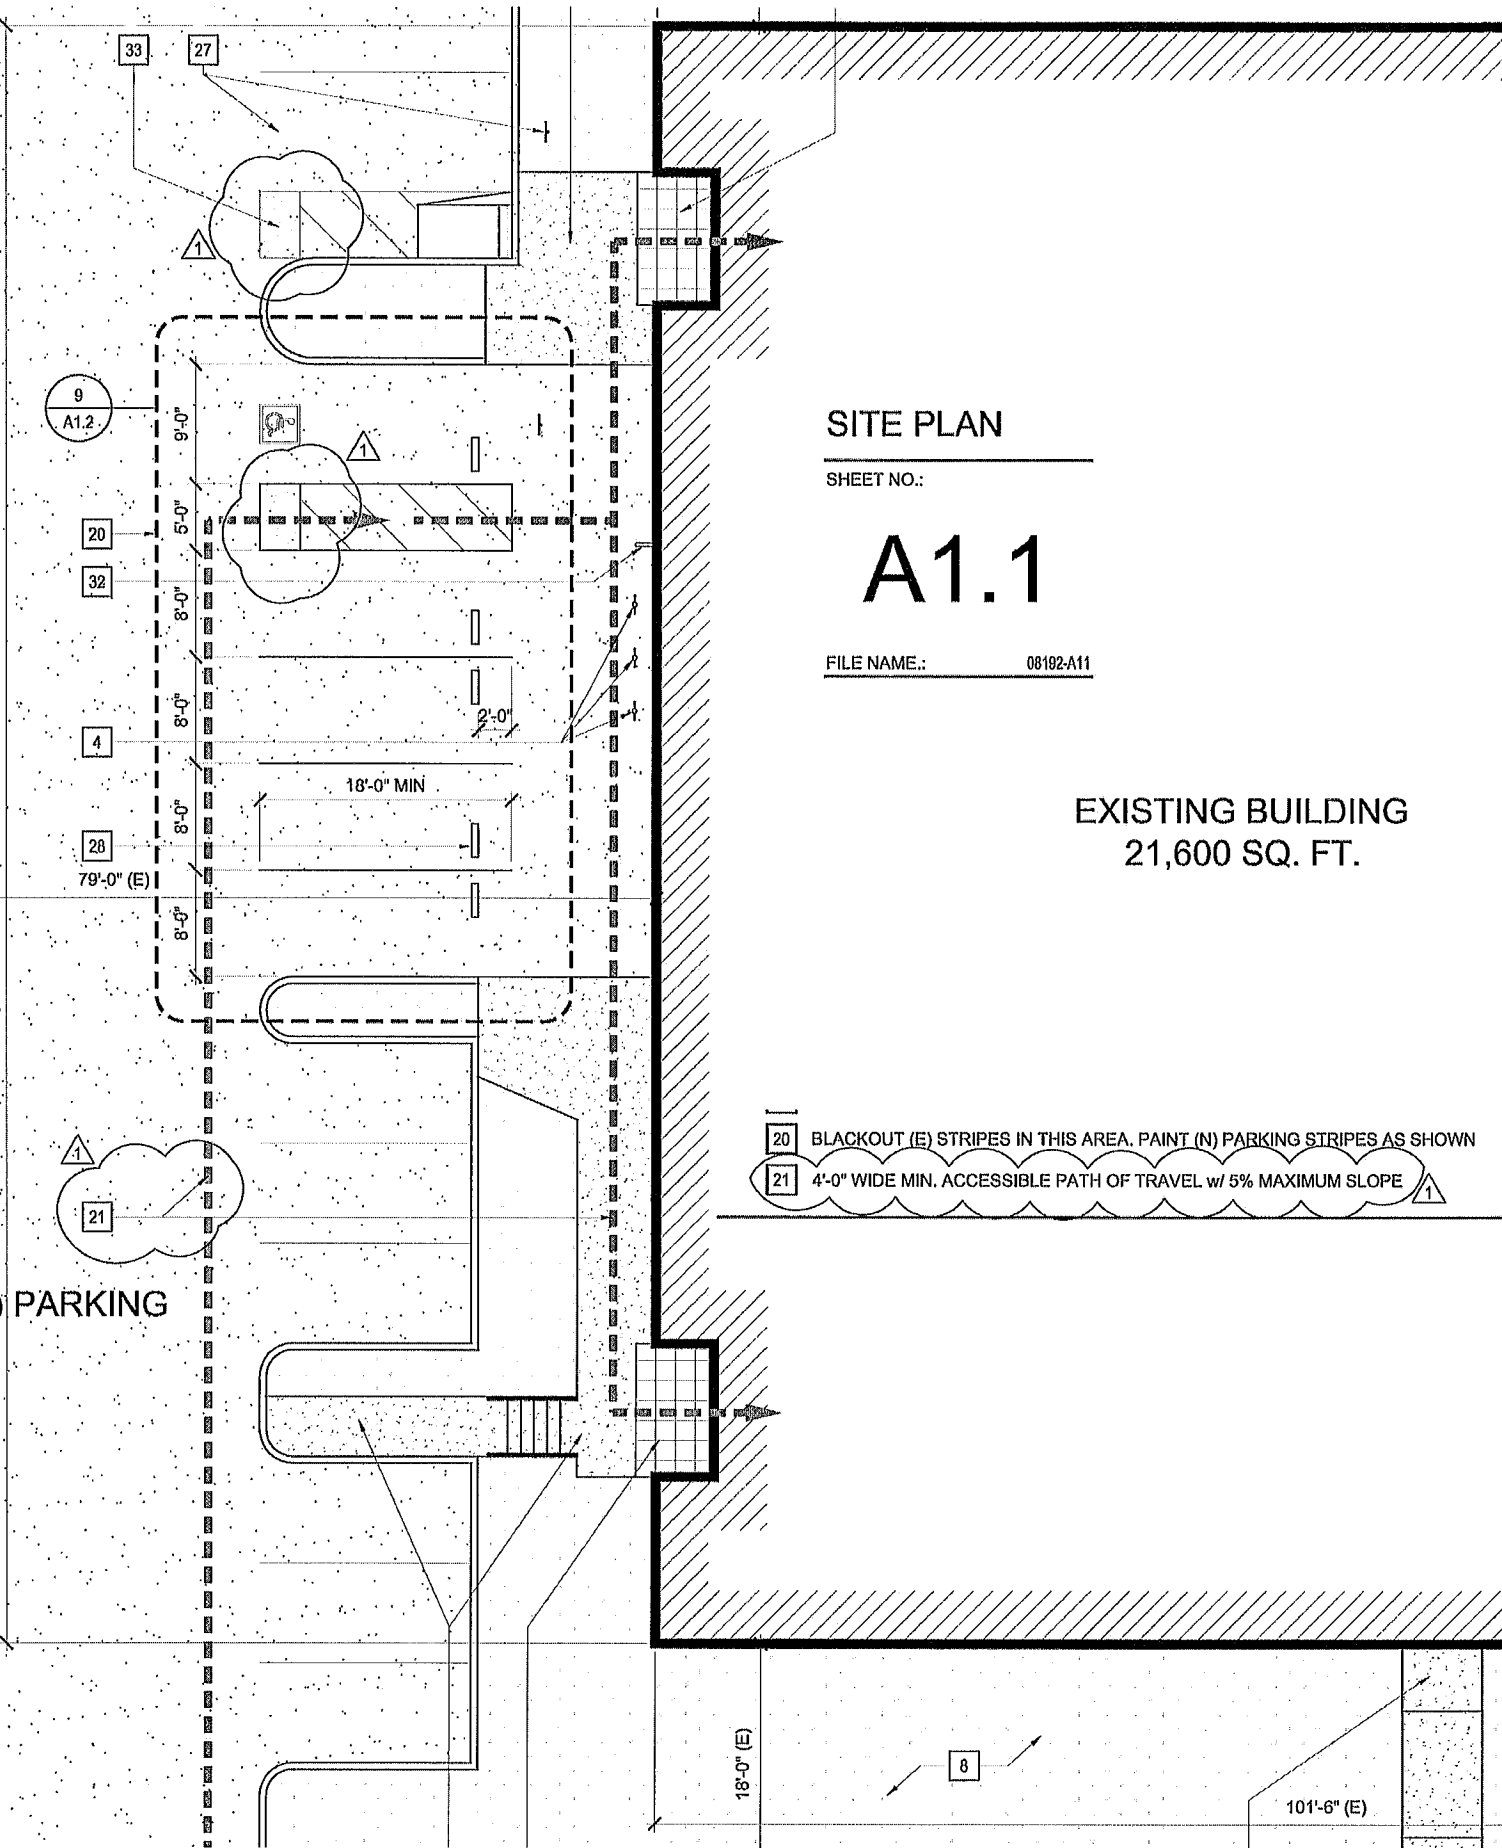 33
27
1
9
A1.2
9'-0"
1
5'-0"
20
32
8'-0"
8'-0"
2'-0"
4
18'-0" MIN
8'-0"
28
79'-0" (E)
8'-0"
SITE PLAN
SHEET NO.:
A1.1
FILE NAME.: 08192-A11
EXISTING BUILDING
21,600 SQ. FT.
20 BLACKOUT (E) STRIPES IN THIS AREA. PAINT (N) PARKING STRIPES AS SHOWN
21 4'-0" WIDE MIN. ACCESSIBLE PATH OF TRAVEL w/ 5% MAXIMUM SLOPE
1
1
21
) PARKING
18'-0" (E)
8
101'-6" (E)